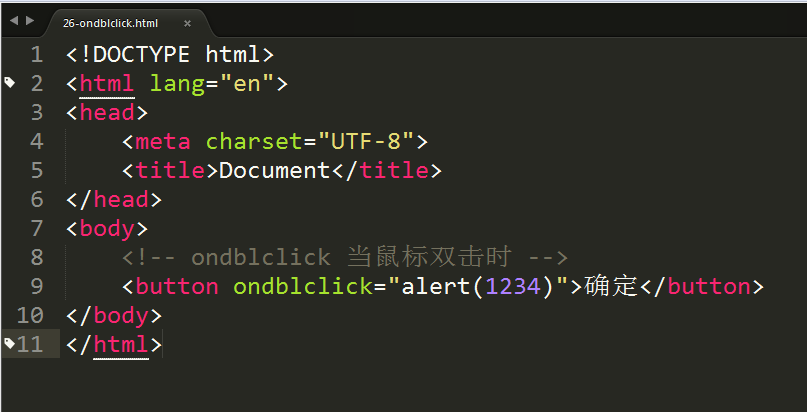 26-ondblclick.html ×
1 <!DOCTYPE html>
2 <html lang="en">
3 <head>
4     <meta charset="UTF-8">
5     <title>Document</title>
6 </head>
7 <body>
8     <!-- ondblclick 当鼠标双击时 -->
9     <button ondblclick="alert(1234)">确定</button>
10 </body>
11 </html>